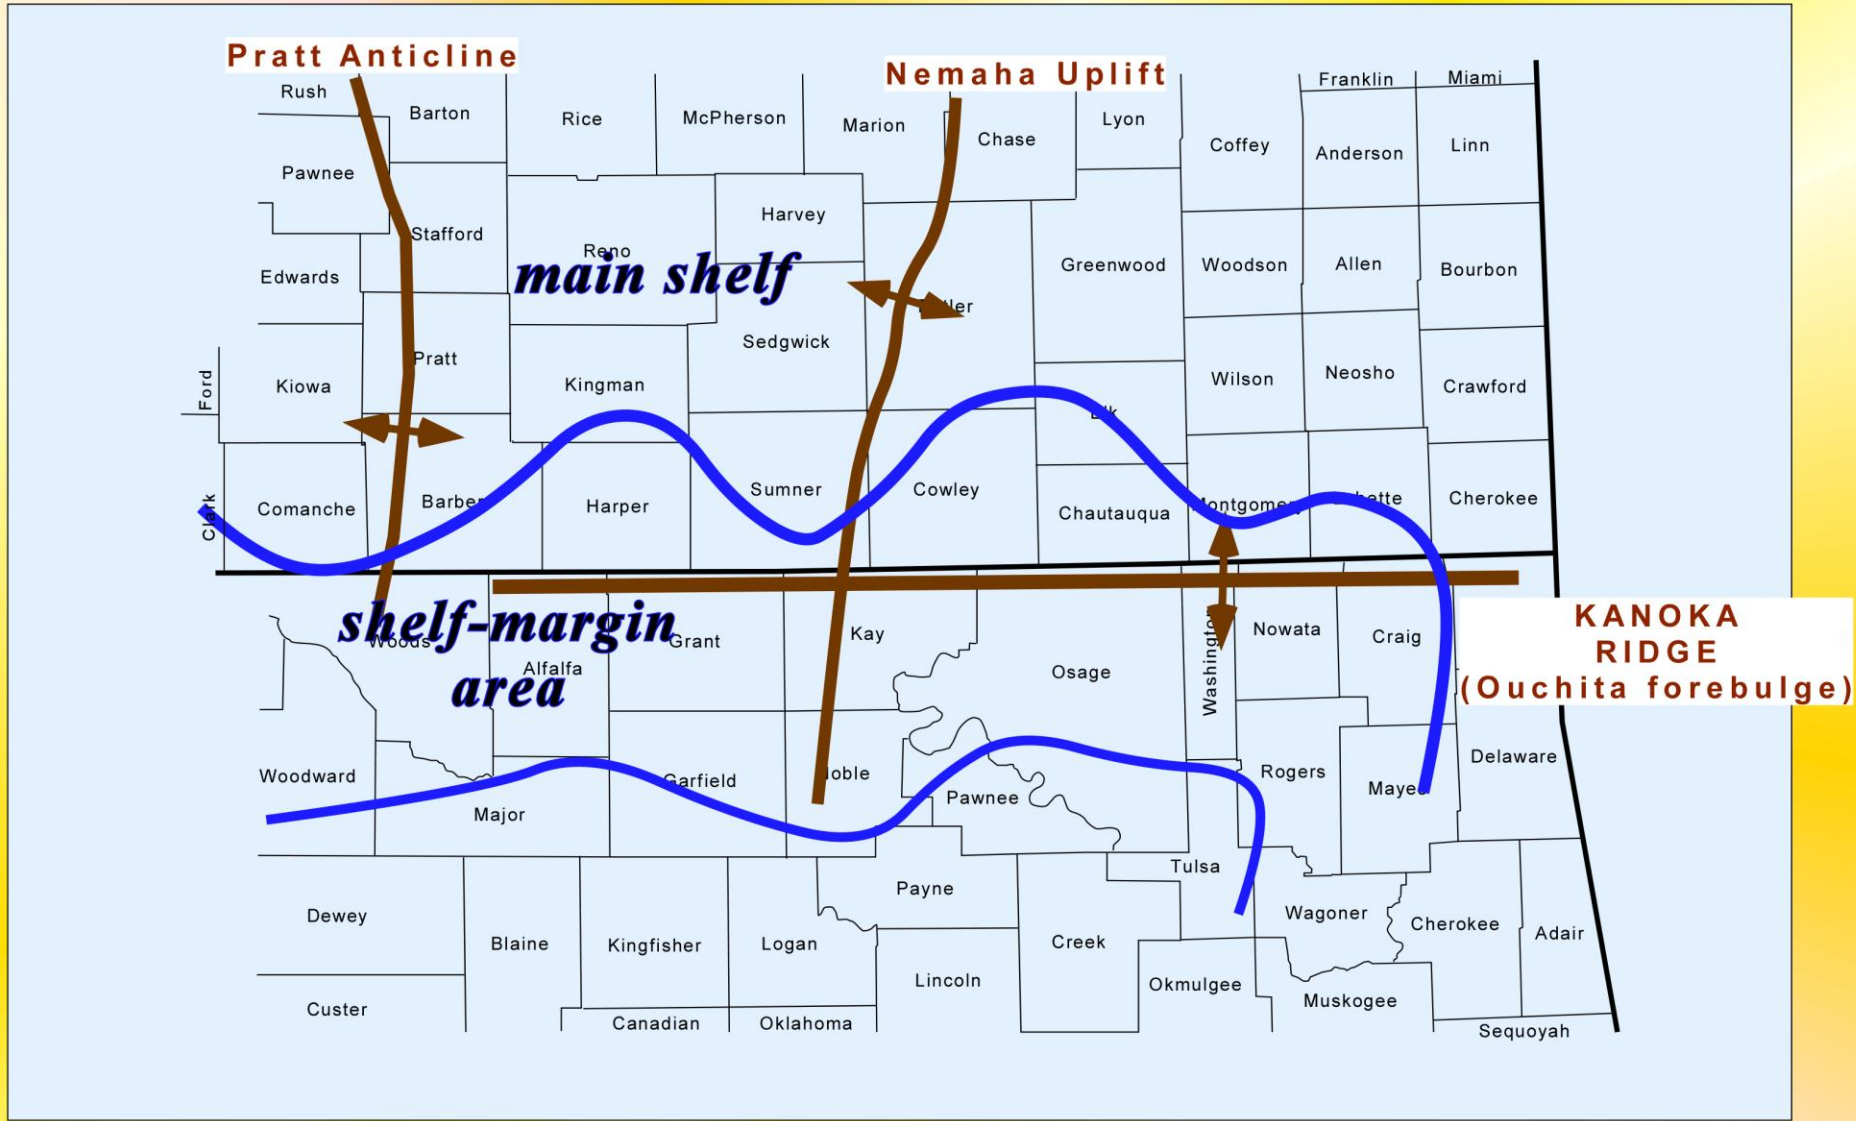 Pratt Anticline
Nemaha Uplift
Rush
Barton
Rice
McPherson
Marion
Chase
Lyon
Franklin
Miami
Coffey
Anderson
Linn
Pawnee
Stafford
Reno
Harvey
Edwards
main shelf
Greenwood
Woodson
Allen
Bourbon
Sedgwick
Pratt
Ford
Kiowa
Kingman
Wilson
Neosho
Crawford
Elk
Clark
Comanche
Barber
Harper
Sumner
Cowley
Chautauqua
Montgomery
Cherokee
shelf-margin
area
Woods
Alfalfa
Grant
Kay
Osage
Washington
Nowata
Craig
KANOKA
RIDGE
(Ouchita forebulge)
Woodward
Major
Garfield
Noble
Pawnee
Rogers
Mayes
Delaware
Tulsa
Dewey
Blaine
Kingfisher
Logan
Payne
Creek
Wagoner
Cherokee
Adair
Custer
Canadian
Oklahoma
Lincoln
Okmulgee
Muskogee
Sequoyah